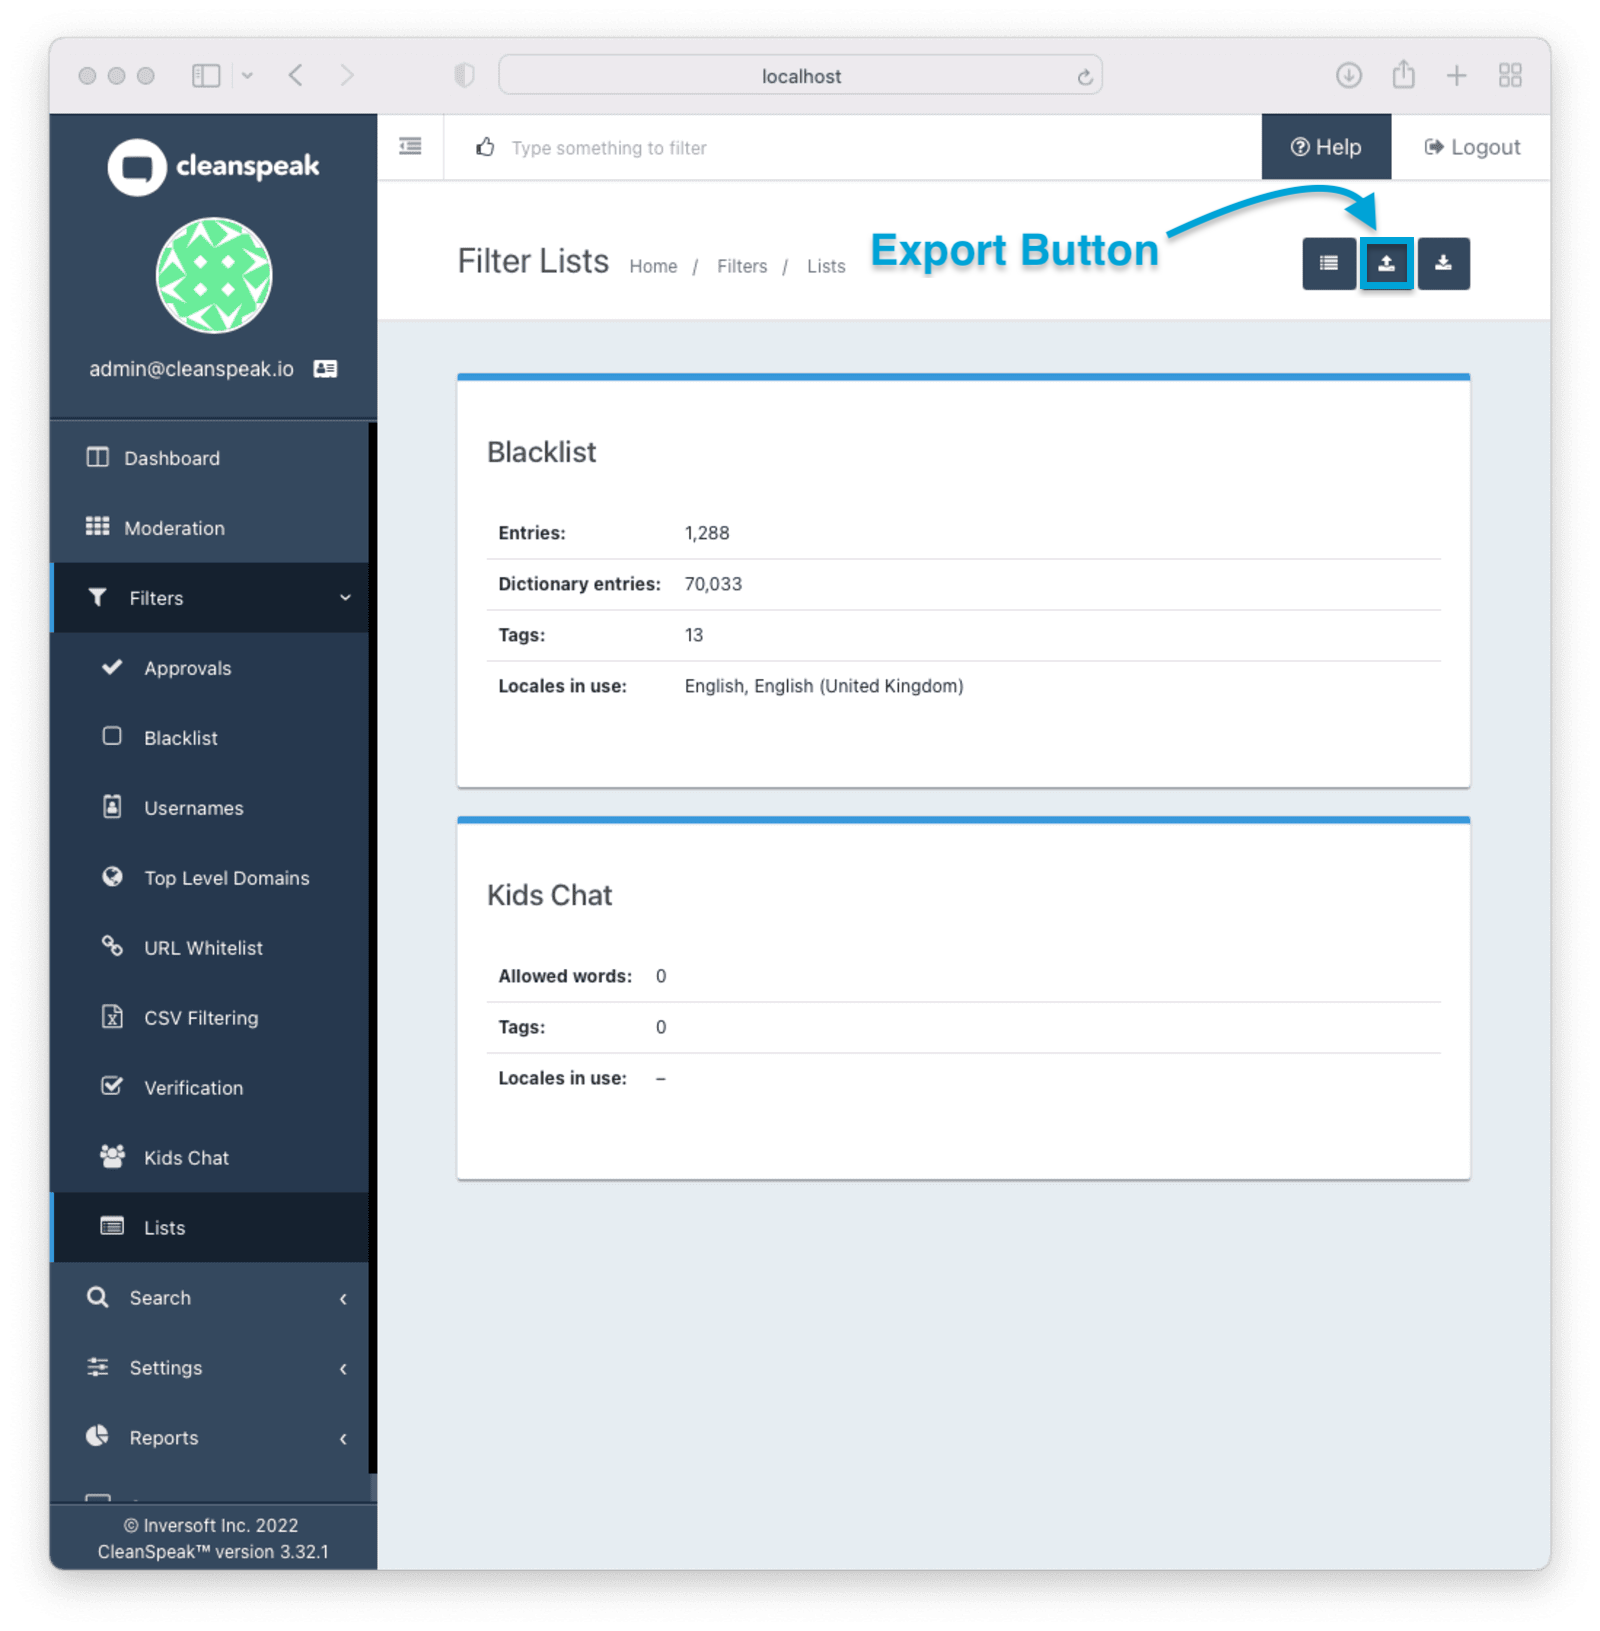 localhost
cleanspeak
Type something to filter
Help
Logout
Export Button
Filter Lists
Home / Filters / Lists
admin@cleanspeak.io
Dashboard
Moderation
Filters
Approvals
Blacklist
Usernames
Top Level Domains
URL Whitelist
CSV Filtering
Verification
Kids Chat
Lists
Search
Settings
Reports
© Inversoft Inc. 2022
CleanSpeak™ version 3.32.1
Blacklist
Entries: 1,288
Dictionary entries: 70,033
Tags: 13
Locales in use: English, English (United Kingdom)
Kids Chat
Allowed words: 0
Tags: 0
Locales in use: –